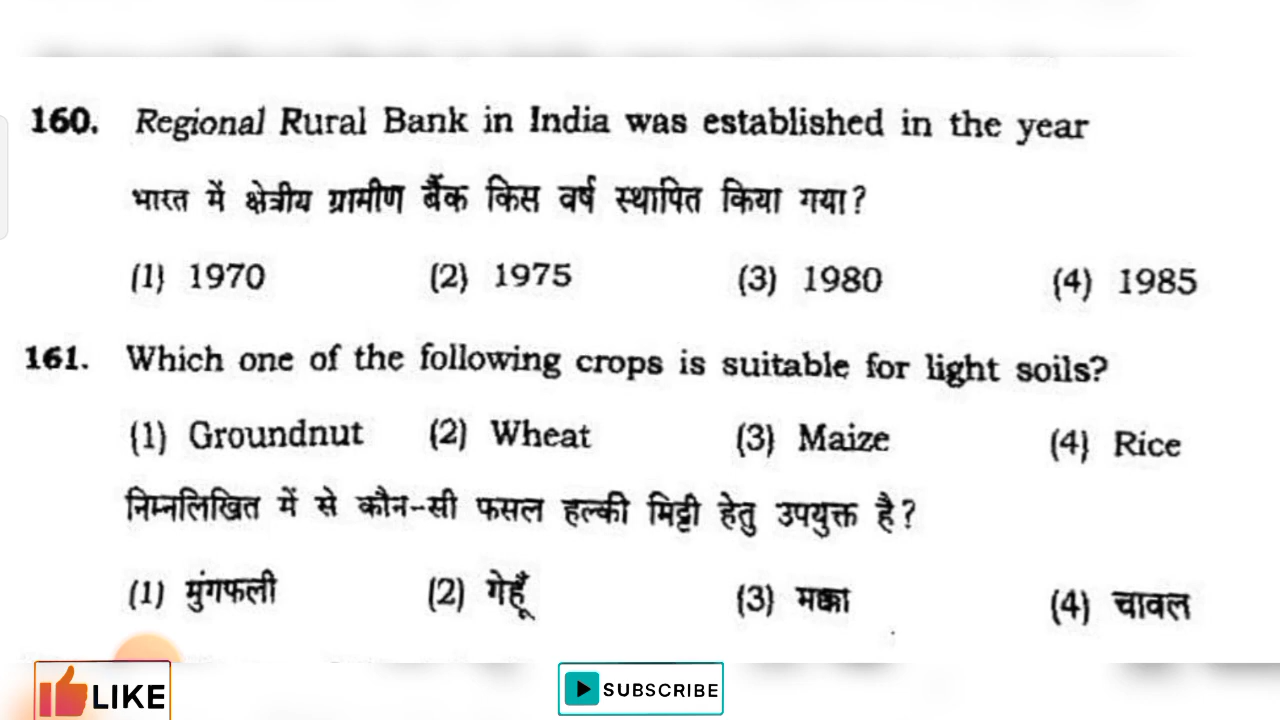 160. Regional Rural Bank in India was established in the year
भारत में क्षेत्रीय ग्रामीण बैंक किस वर्ष स्थापित किया गया?
(1) 1970 (2) 1975 (3) 1980 (4) 1985
161. Which one of the following crops is suitable for light soils?
(1) Groundnut (2) Wheat (3) Maize (4) Rice
निम्नलिखित में से कौन-सी फसल हल्की मिट्टी हेतु उपयुक्त है?
(1) मुंगफली (2) गेहूँ (3) मक्का (4) चावल
LIKE SUBSCRIBE